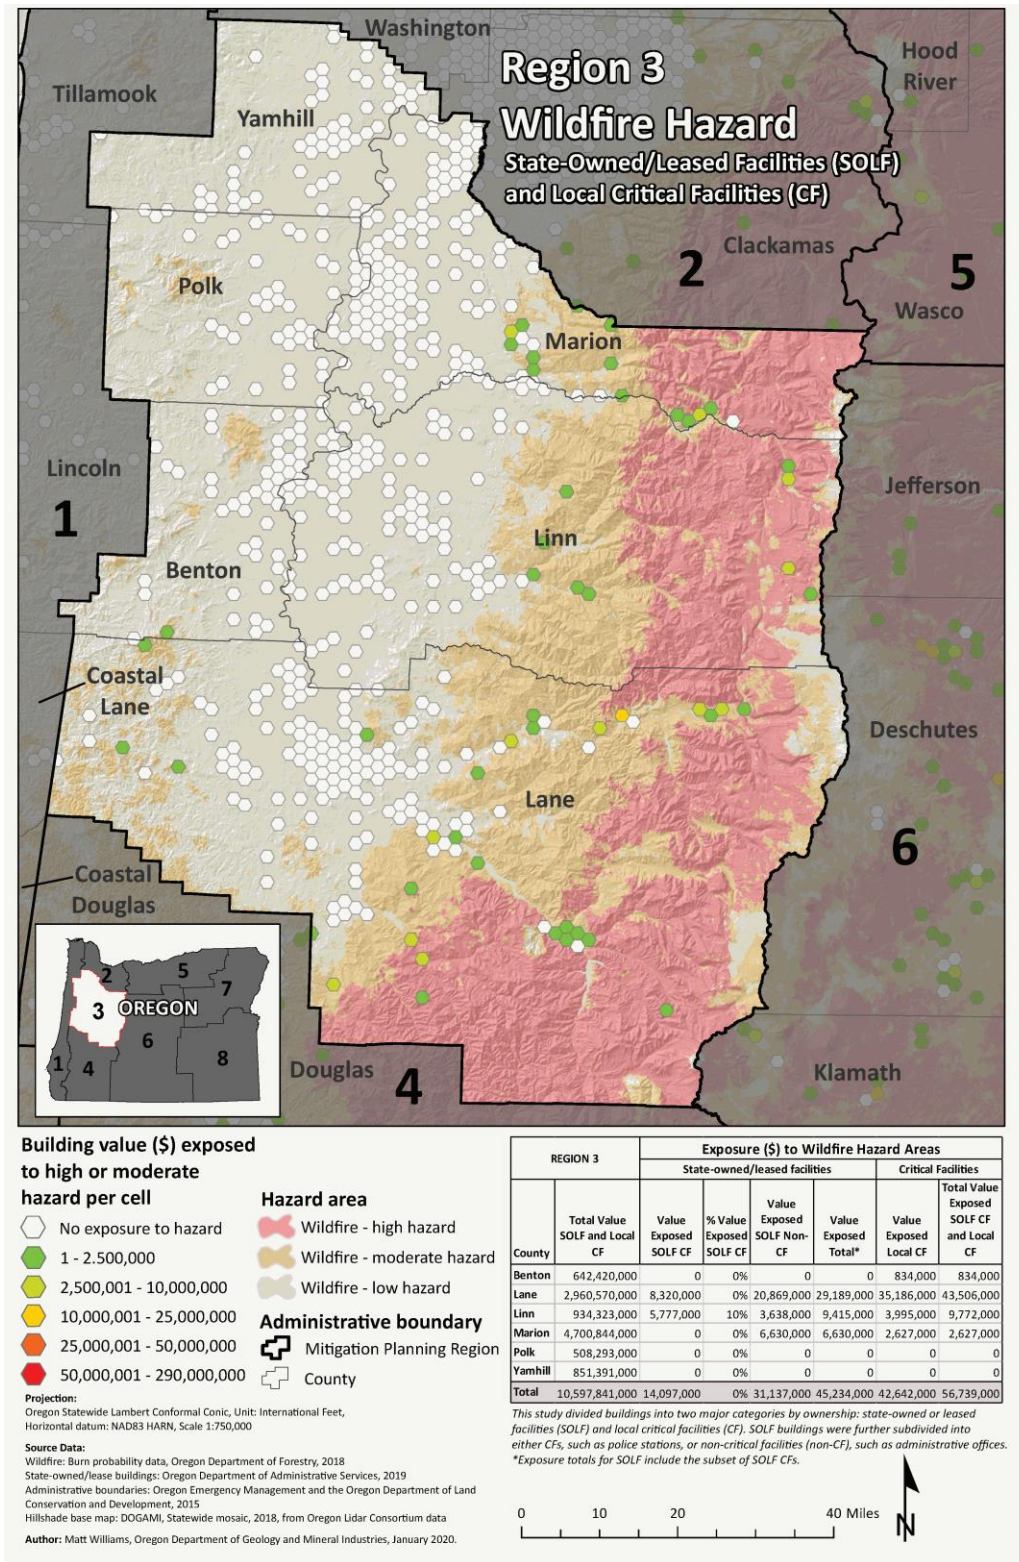 Washington
Region 3
Wildfire Hazard
State-Owned/Leased Facilities (SOLF)
and Local Critical Facilities (CF)
Hood
River
Tillamook
Yamhill
Clackamas
2
5
Wasco
Polk
Marion
Lincoln
1
Jefferson
Linn
Benton
Coastal
Lane
Deschutes
Lane
6
Coastal
Douglas
Douglas
4
Klamath
2
5
7
3
OREGON
6
1
4
8
Building value ($) exposed
to high or moderate
hazard per cell
No exposure to hazard
1 - 2.500,000
2,500,001 - 10,000,000
10,000,001 - 25,000,000
25,000,001 - 50,000,000
50,000,001 - 290,000,000
Hazard area
Wildfire - high hazard
Wildfire - moderate hazard
Wildfire - low hazard
Administrative boundary
Mitigation Planning Region
County
Projection:
Oregon Statewide Lambert Conformal Conic, Unit: International Feet,
Horizontal datum: NAD83 HARN, Scale 1:750,000
Source Data:
Wildfire: Burn probability data, Oregon Department of Forestry, 2018
State-owned/lease buildings: Oregon Department of Administrative Services, 2019
Administrative boundaries: Oregon Emergency Management and the Oregon Department of Land
Conservation and Development, 2015
Hillshade base map: DOGAMI, Statewide mosaic, 2018, from Oregon Lidar Consortium data
Author: Matt Williams, Oregon Department of Geology and Mineral Industries, January 2020.
REGION 3
Exposure ($) to Wildfire Hazard Areas
State-owned/leased facilities
Critical Facilities
County
Total Value
SOLF and Local
CF
Value
Exposed
SOLF CF
% Value
Exposed
SOLF CF
Value
Exposed
SOLF Non-
CF
Value
Exposed
Total*
Value
Exposed
Local CF
Total Value
Exposed
SOLF CF
and Local
CF
Benton 642,420,000 0 0% 0 0 834,000 834,000
Lane 2,960,570,000 8,320,000 0% 20,869,000 29,189,000 35,186,000 43,506,000
Linn 934,323,000 5,777,000 10% 3,638,000 9,415,000 3,995,000 9,772,000
Marion 4,700,844,000 0 0% 6,630,000 6,630,000 2,627,000 2,627,000
Polk 508,293,000 0 0% 0 0 0 0
Yamhill 851,391,000 0 0% 0 0 0 0
Total 10,597,841,000 14,097,000 0% 31,137,000 45,234,000 42,642,000 56,739,000
This study divided buildings into two major categories by ownership: state-owned or leased
facilities (SOLF) and local critical facilities (CF). SOLF buildings were further subdivided into
either CFs, such as police stations, or non-critical facilities (non-CF), such as administrative offices.
*Exposure totals for SOLF include the subset of SOLF CFs.
0 10 20 40 Miles
N